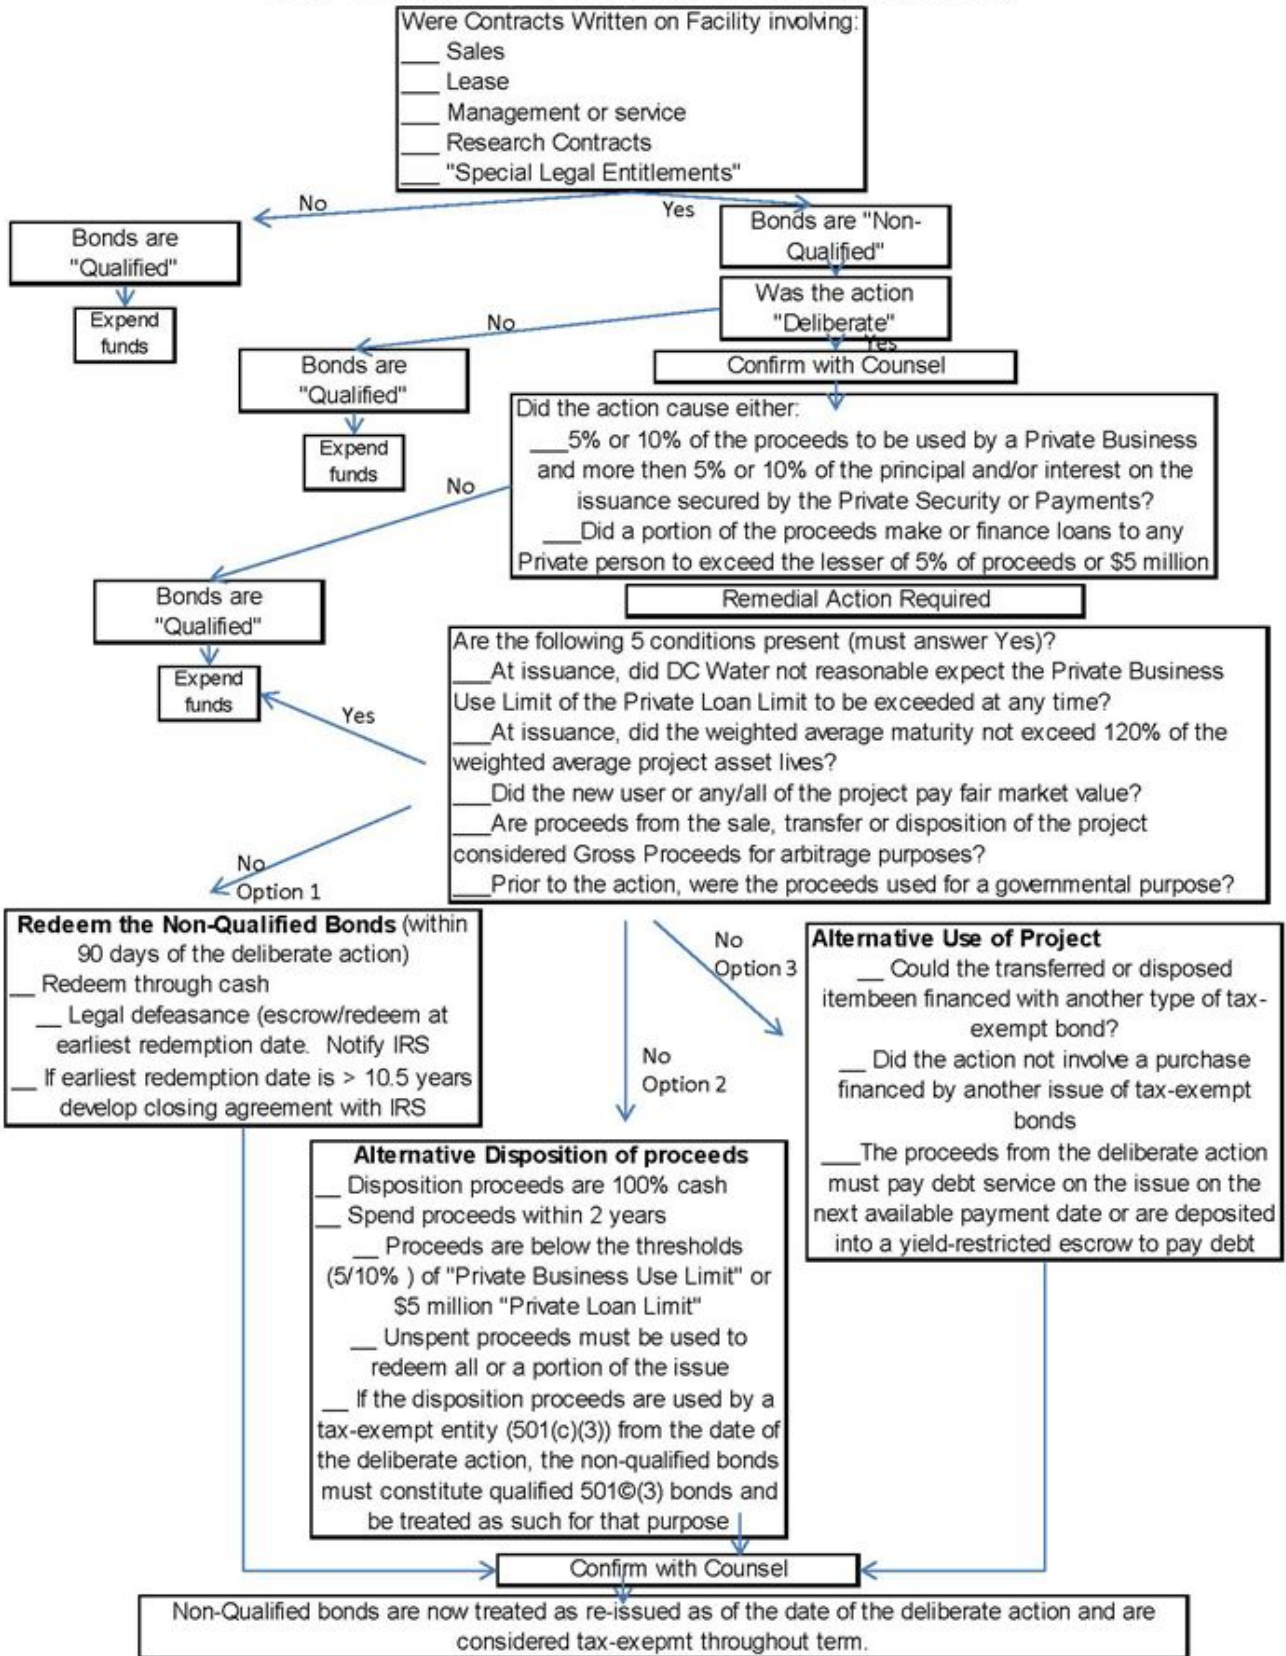 Were Contracts Written on Facility involving:
___ Sales
___ Lease
___ Management or service
___ Research Contracts
___ "Special Legal Entitlements"
No
Yes
Bonds are
"Qualified"
Expend
funds
Bonds are "Non-
Qualified"
Was the action
"Deliberate"
No
Yes
Bonds are
"Qualified"
Expend
funds
Confirm with Counsel
Did the action cause either:
___5% or 10% of the proceeds to be used by a Private Business
and more then 5% or 10% of the principal and/or interest on the
issuance secured by the Private Security or Payments?
___Did a portion of the proceeds make or finance loans to any
Private person to exceed the lesser of 5% of proceeds or $5 million
No
Bonds are
"Qualified"
Expend
funds
Remedial Action Required
Are the following 5 conditions present (must answer Yes)?
___At issuance, did DC Water not reasonable expect the Private Business
Use Limit of the Private Loan Limit to be exceeded at any time?
___At issuance, did the weighted average maturity not exceed 120% of the
weighted average project asset lives?
___Did the new user or any/all of the project pay fair market value?
___Are proceeds from the sale, transfer or disposition of the project
considered Gross Proceeds for arbitrage purposes?
___Prior to the action, were the proceeds used for a governmental purpose?
Yes
No
Option 1
Redeem the Non-Qualified Bonds (within
90 days of the deliberate action)
__ Redeem through cash
__ Legal defeasance (escrow/redeem at
earliest redemption date. Notify IRS
__ If earliest redemption date is > 10.5 years
develop closing agreement with IRS
No
Option 2
Alternative Disposition of proceeds
__ Disposition proceeds are 100% cash
__ Spend proceeds within 2 years
__ Proceeds are below the thresholds
(5/10% ) of "Private Business Use Limit" or
$5 million "Private Loan Limit"
__ Unspent proceeds must be used to
redeem all or a portion of the issue
__ If the disposition proceeds are used by a
tax-exempt entity (501(c)(3)) from the date of
the deliberate action, the non-qualified bonds
must constitute qualified 501©(3) bonds and
be treated as such for that purpose
No
Option 3
Alternative Use of Project
__ Could the transferred or disposed
itembeen financed with another type of tax-
exempt bond?
__ Did the action not involve a purchase
financed by another issue of tax-exempt
bonds
___The proceeds from the deliberate action
must pay debt service on the issue on the
next available payment date or are deposited
into a yield-restricted escrow to pay debt
Confirm with Counsel
Non-Qualified bonds are now treated as re-issued as of the date of the deliberate action and are
considered tax-exepmt throughout term.